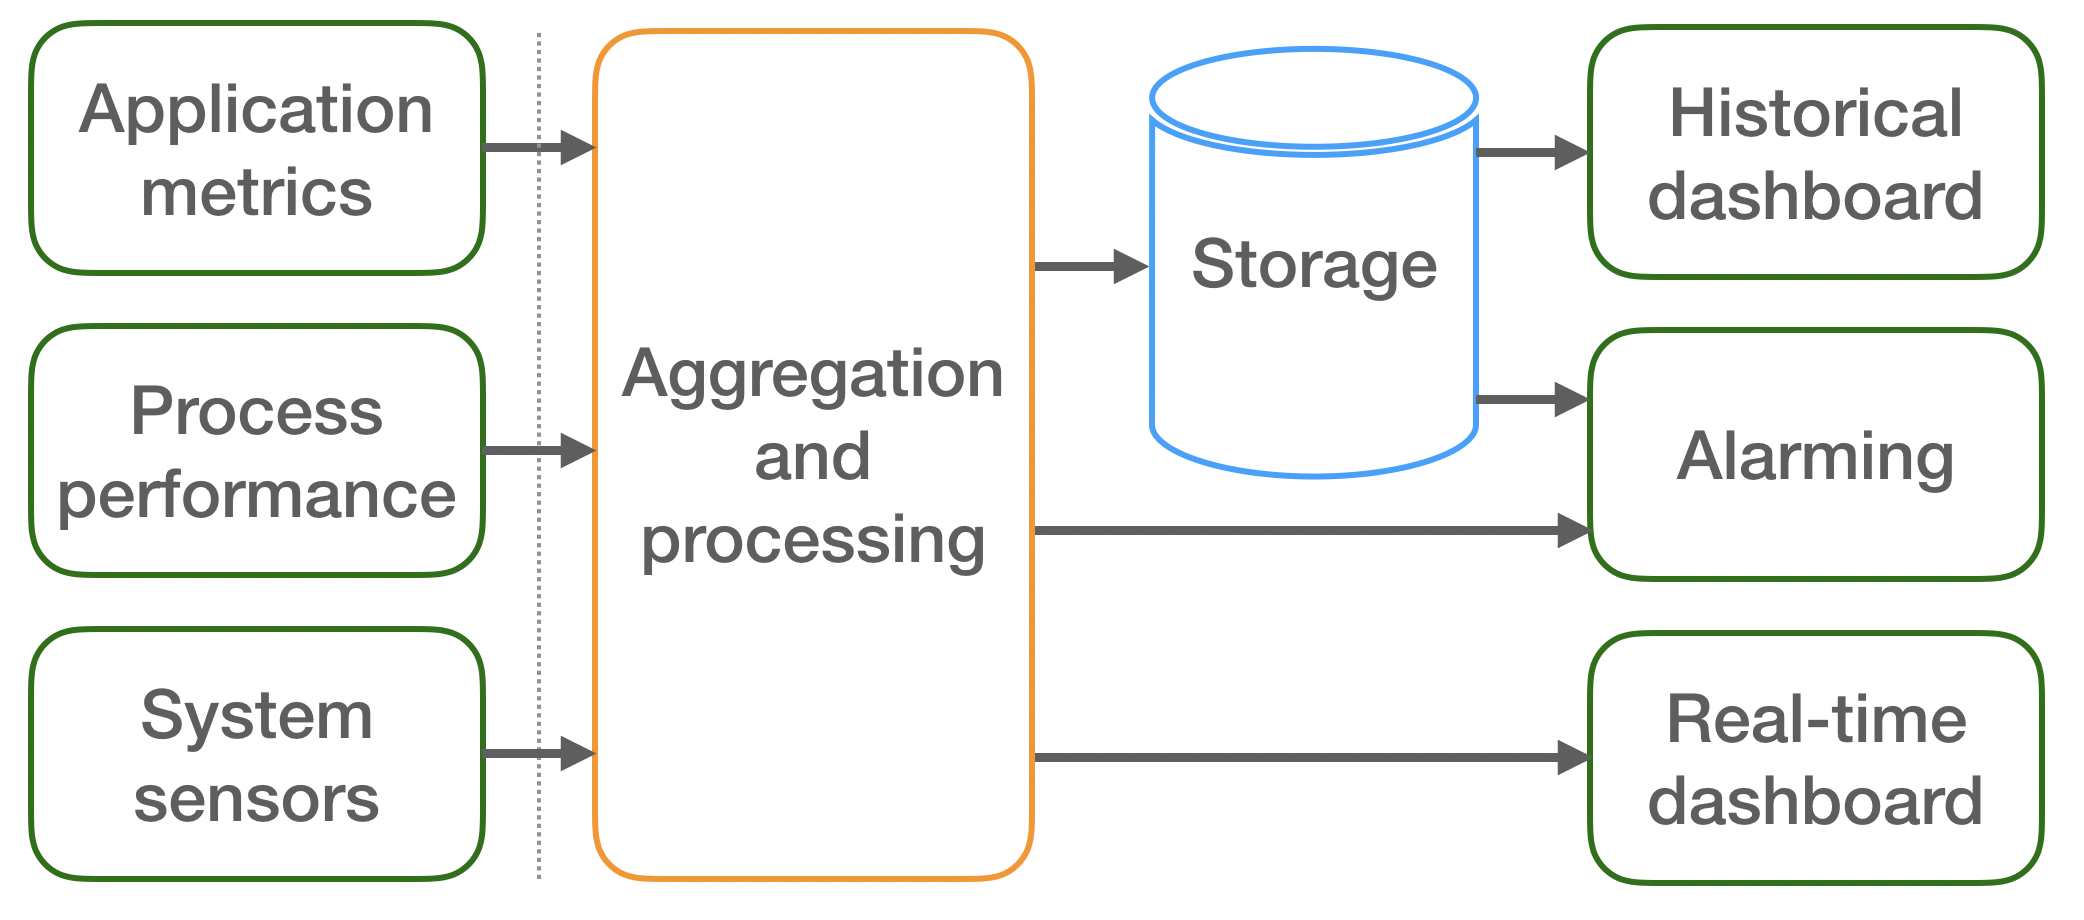 Application
metrics
Process
performance
System
sensors
Aggregation
and
processing
Storage
Historical
dashboard
Alarming
Real-time
dashboard